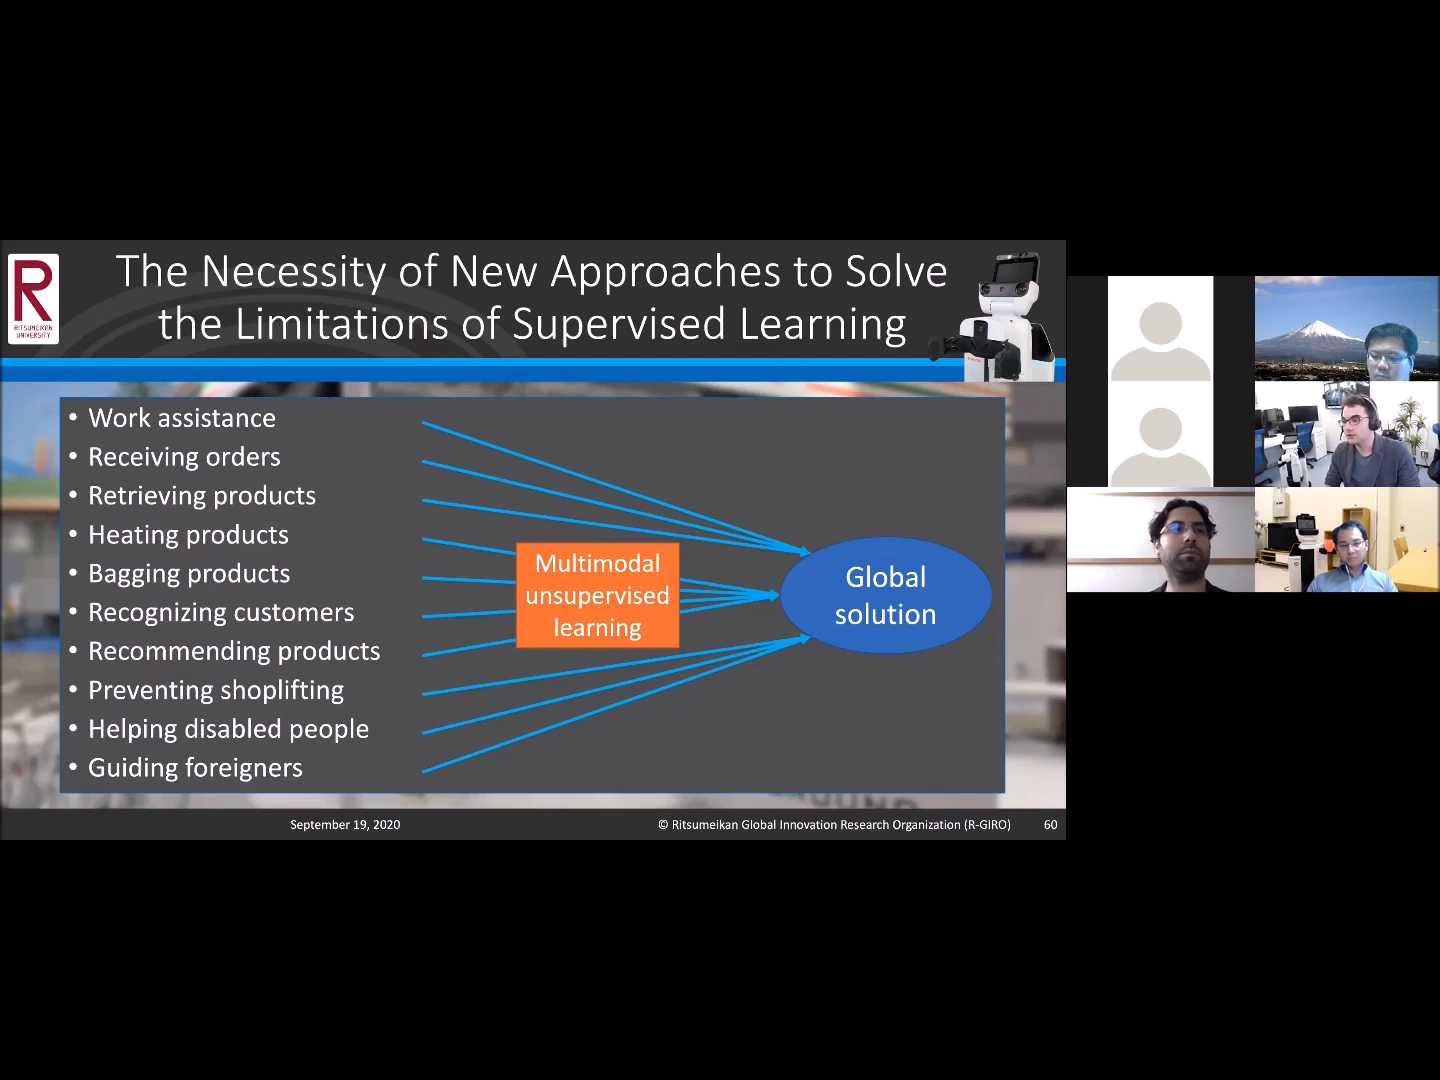 The Necessity of New Approaches to Solve
the Limitations of Supervised Learning
R
RITSUMEIKAN
UNIVERSITY
• Work assistance
• Receiving orders
• Retrieving products
• Heating products
• Bagging products
• Recognizing customers
• Recommending products
• Preventing shoplifting
• Helping disabled people
• Guiding foreigners
Multimodal
unsupervised
learning
Global
solution
September 19, 2020
© Ritsumeikan Global Innovation Research Organization (R-GIRO)
60